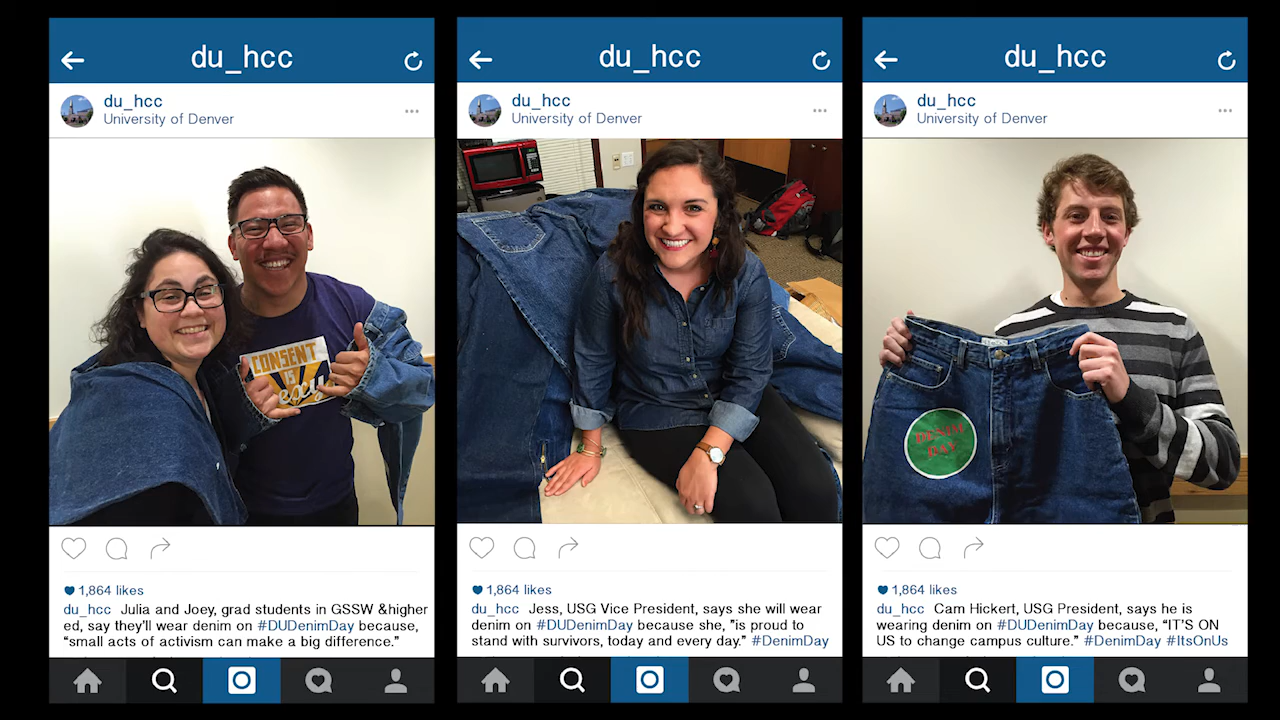 du_hcc
du_hcc
University of Denver
CONSENT
IS
sexy
1,864 likes
du_hcc Julia and Joey, grad students in GSSW &higher
ed, say they'll wear denim on #DUDenimDay because,
“small acts of activism can make a big difference.”
du_hcc
du_hcc
University of Denver
1,864 likes
du_hcc Jess, USG Vice President, says she will wear
denim on #DUDenimDay because she, "is proud to
stand with survivors, today and every day.” #DenimDay
du_hcc
du_hcc
University of Denver
DENIM
DAY
1,864 likes
du_hcc Cam Hickert, USG President, says he is
wearing denim on #DUDenimDay because, “IT'S ON
US to change campus culture.” #DenimDay #ItsOnUs